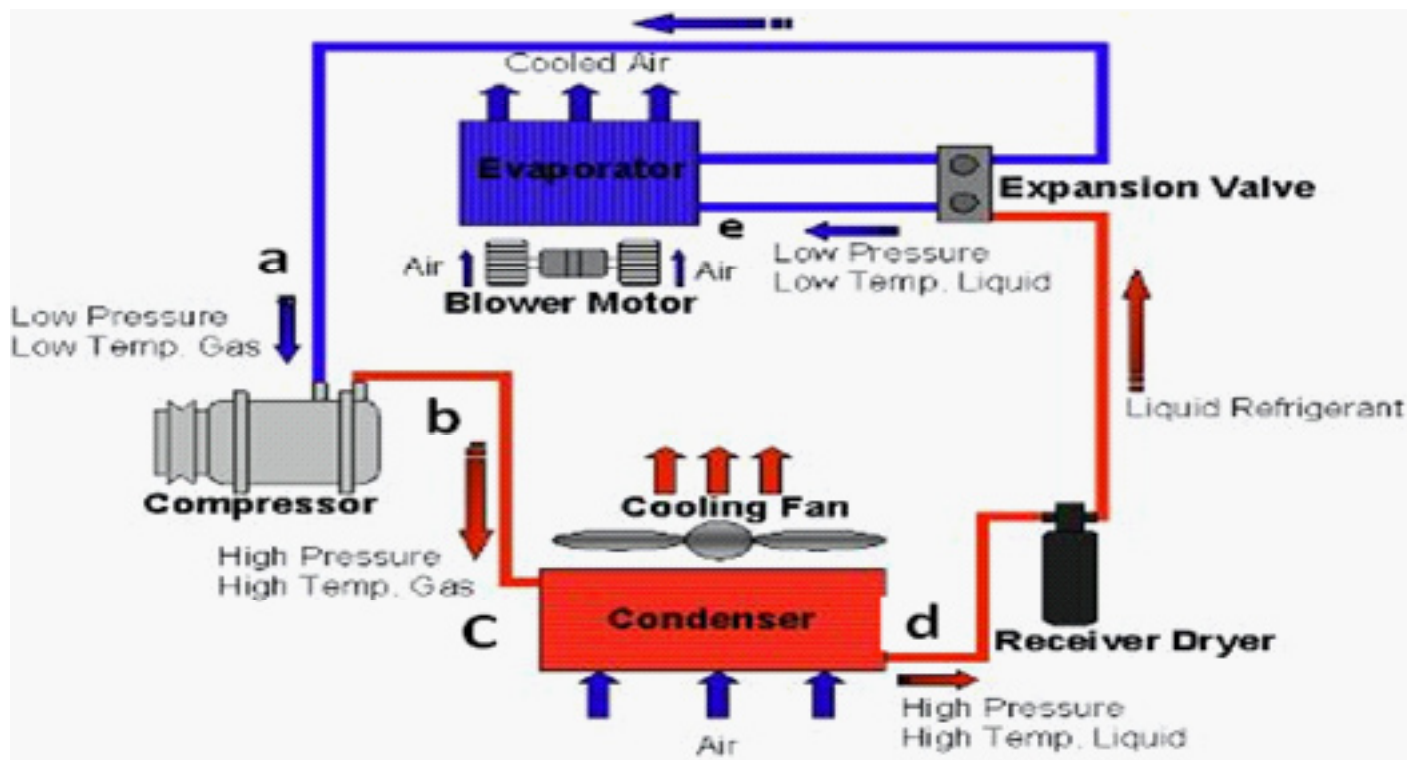 Cooled Air
Evaporator
Expansion Valve
e
a
Low Pressure
Low Temp. Liquid
Air
Air
Blower Motor
Low Pressure
Low Temp. Gas
b
Liquid Refrigerant
Compressor
Cooling Fan
High Pressure
High Temp. Gas
C
Condenser
d
Receiver Dryer
High Pressure
High Temp. Liquid
Air